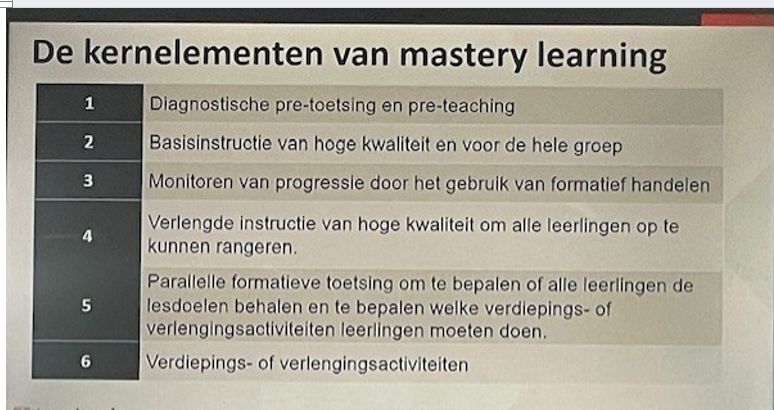 De kernelementen van mastery learning
1 Diagnostische pre-toetsing en pre-teaching
2 Basisinstructie van hoge kwaliteit en voor de hele groep
3 Monitoren van progressie door het gebruik van formatief handelen
4 Verlengde instructie van hoge kwaliteit om alle leerlingen op te
kunnen rangeren.
5 Parallelle formatieve toetsing om te bepalen of alle leerlingen de
lesdoelen behalen en te bepalen welke verdiepings- of
verlengingsactiviteiten leerlingen moeten doen.
6 Verdiepings- of verlengingsactiviteiten